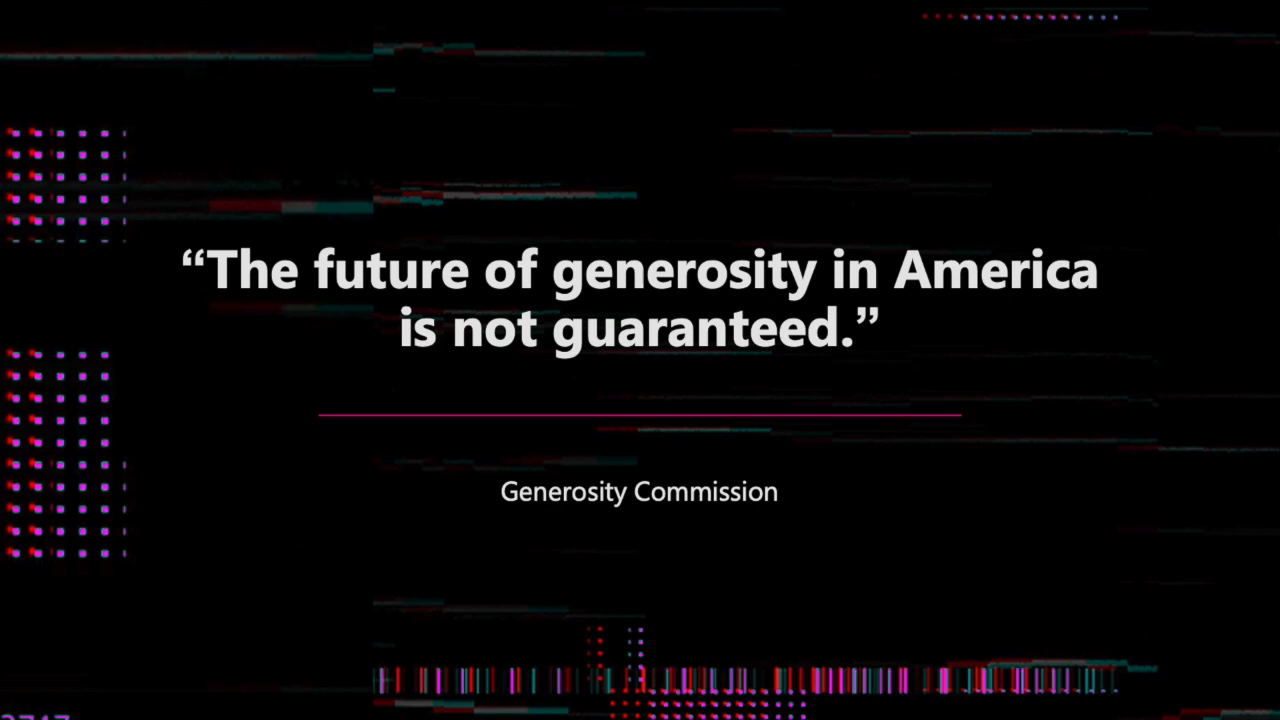 “The future of generosity in America
is not guaranteed.”
Generosity Commission